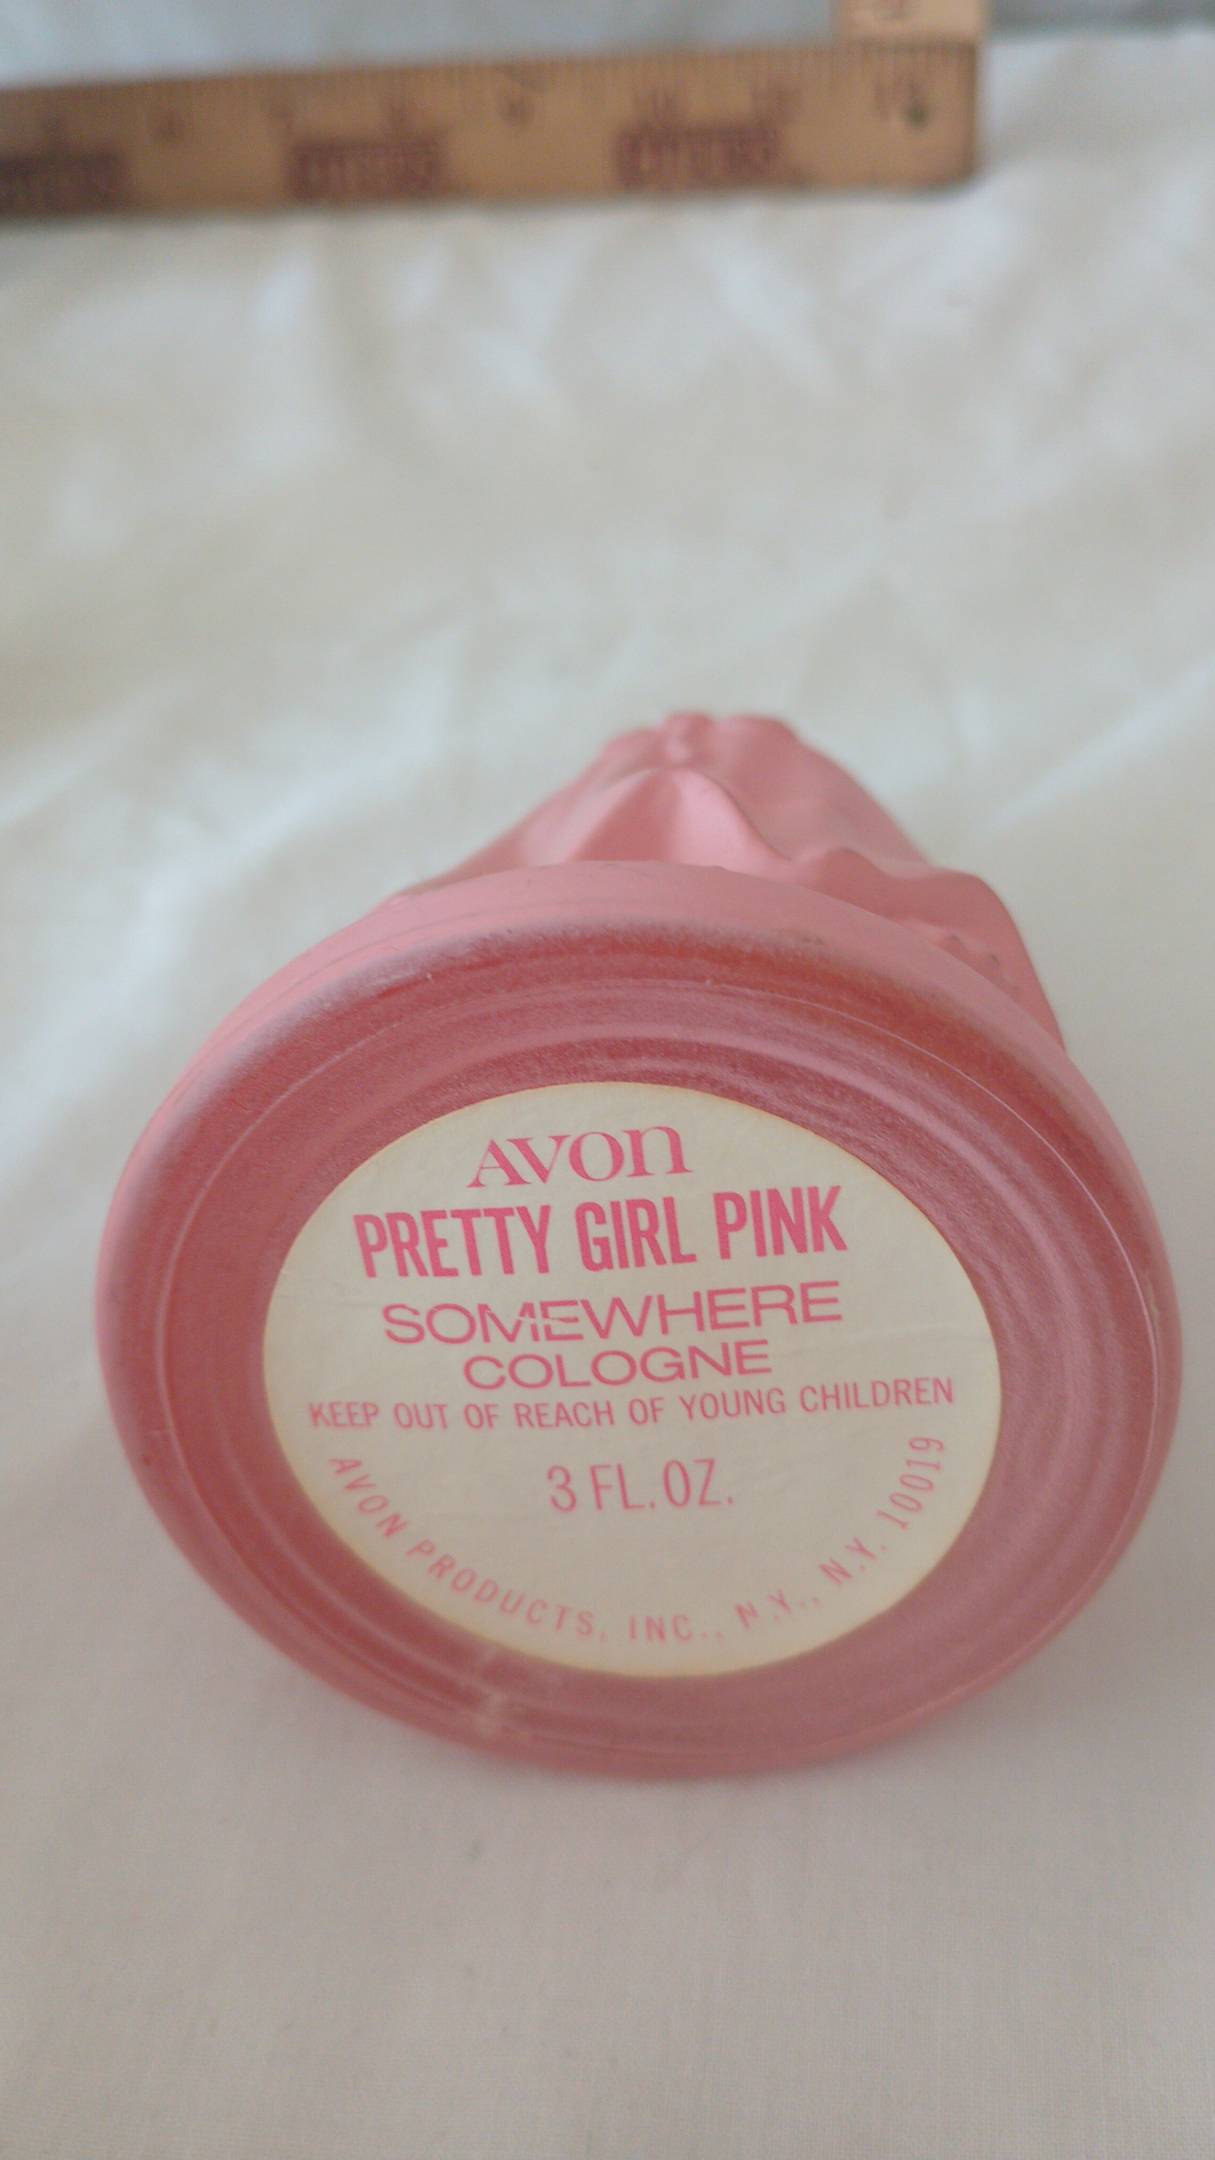 AVON
PRETTY GIRL PINK
SOMEWHERE
COLOGNE
KEEP OUT OF REACH OF YOUNG CHILDREN
3 FL. OZ.
AVON PRODUCTS, INC., N.Y., N.Y. 10019